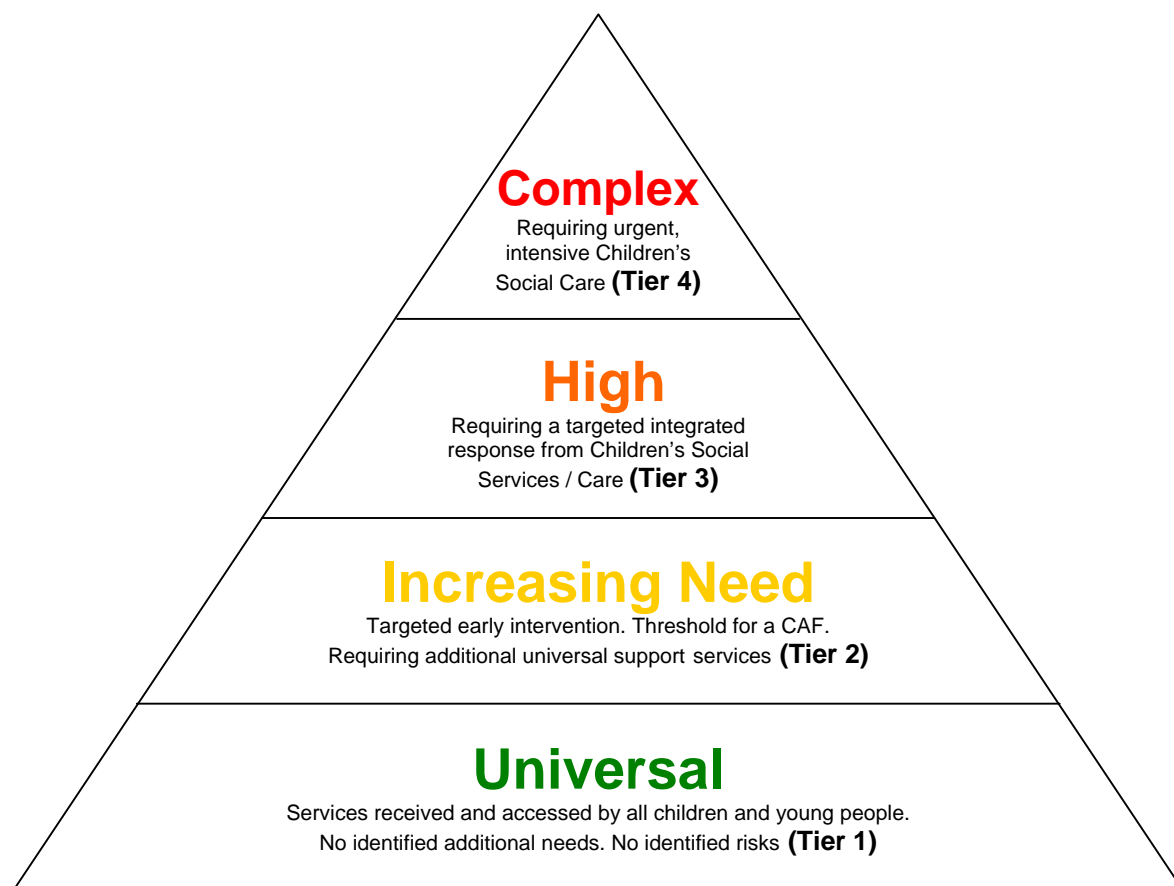 Complex
Requiring urgent,
intensive Children’s
Social Care (Tier 4)
High
Requiring a targeted integrated
response from Children’s Social
Services / Care (Tier 3)
Increasing Need
Targeted early intervention. Threshold for a CAF.
Requiring additional universal support services (Tier 2)
Universal
Services received and accessed by all children and young people.
No identified additional needs. No identified risks (Tier 1)